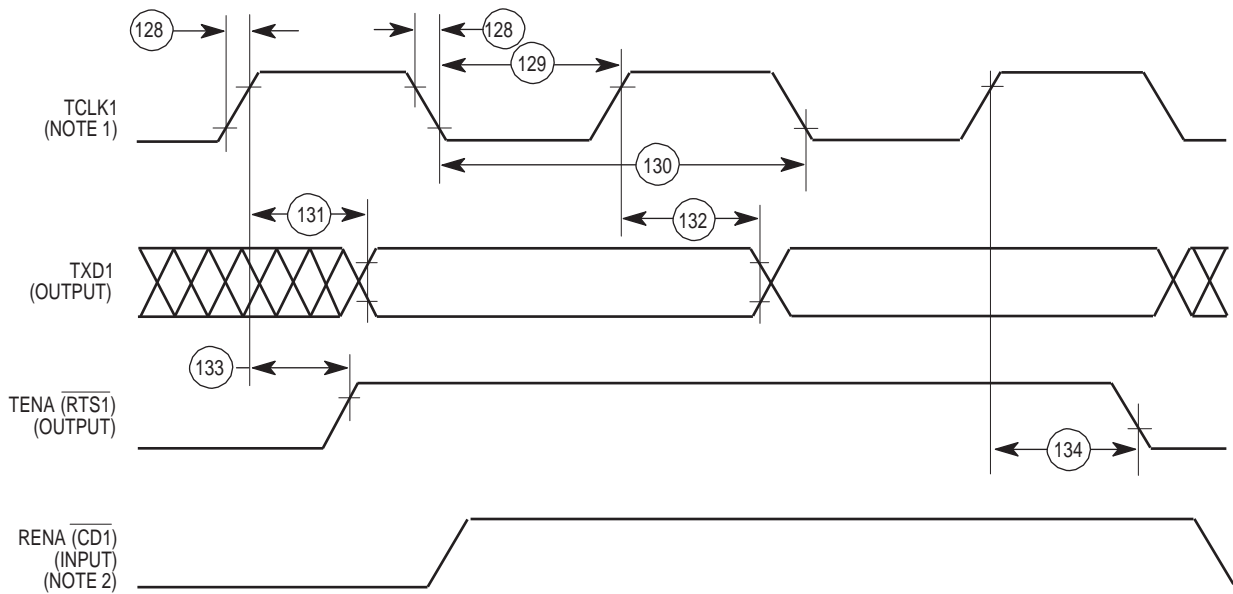 128
128
129
TCLK1
(NOTE 1)
130
131
132
TXD1
(OUTPUT)
133
TENA (RTS1)
(OUTPUT)
134
RENA (CD1)
(INPUT)
(NOTE 2)